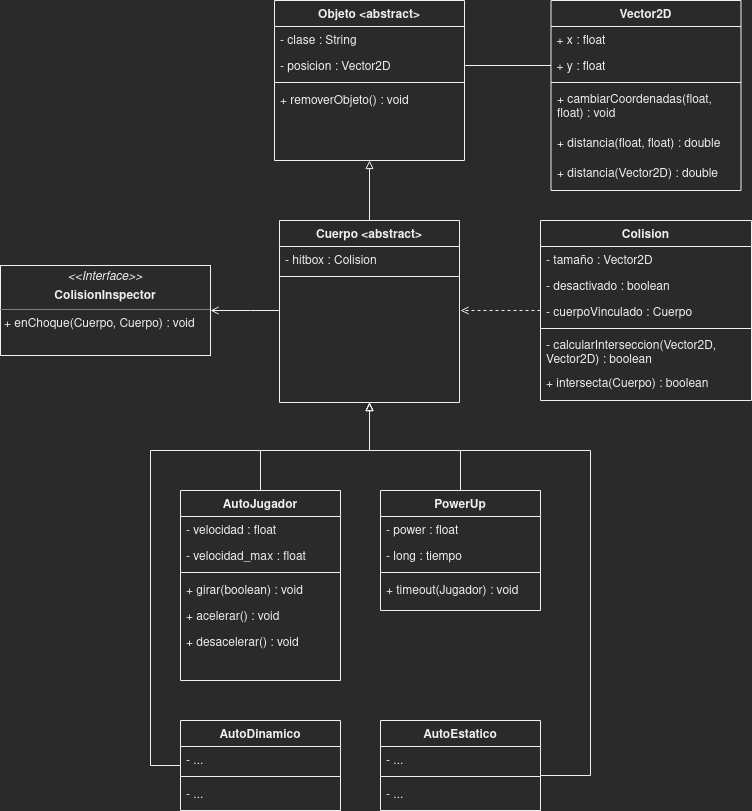 Objeto <abstract>
- clase : String
- posicion : Vector2D
+ removerObjeto() : void
Vector2D
+ x : float
+ y : float
+ cambiarCoordenadas(float,
float) : void
+ distancia(float, float) : double
+ distancia(Vector2D) : double
<<Interface>>
ColisionInspector
+ enChoque(Cuerpo, Cuerpo) : void
Cuerpo <abstract>
- hitbox : Colision
Colision
- tamaño : Vector2D
- desactivado : boolean
- cuerpoVinculado : Cuerpo
- calcularInterseccion(Vector2D,
Vector2D) : boolean
+ intersecta(Cuerpo) : boolean
AutoJugador
- velocidad : float
- velocidad_max : float
+ girar(boolean) : void
+ acelerar() : void
+ desacelerar() : void
PowerUp
- power : float
- long : tiempo
+ timeout(Jugador) : void
AutoDinamico
- ...
- ...
AutoEstatico
- ...
- ...